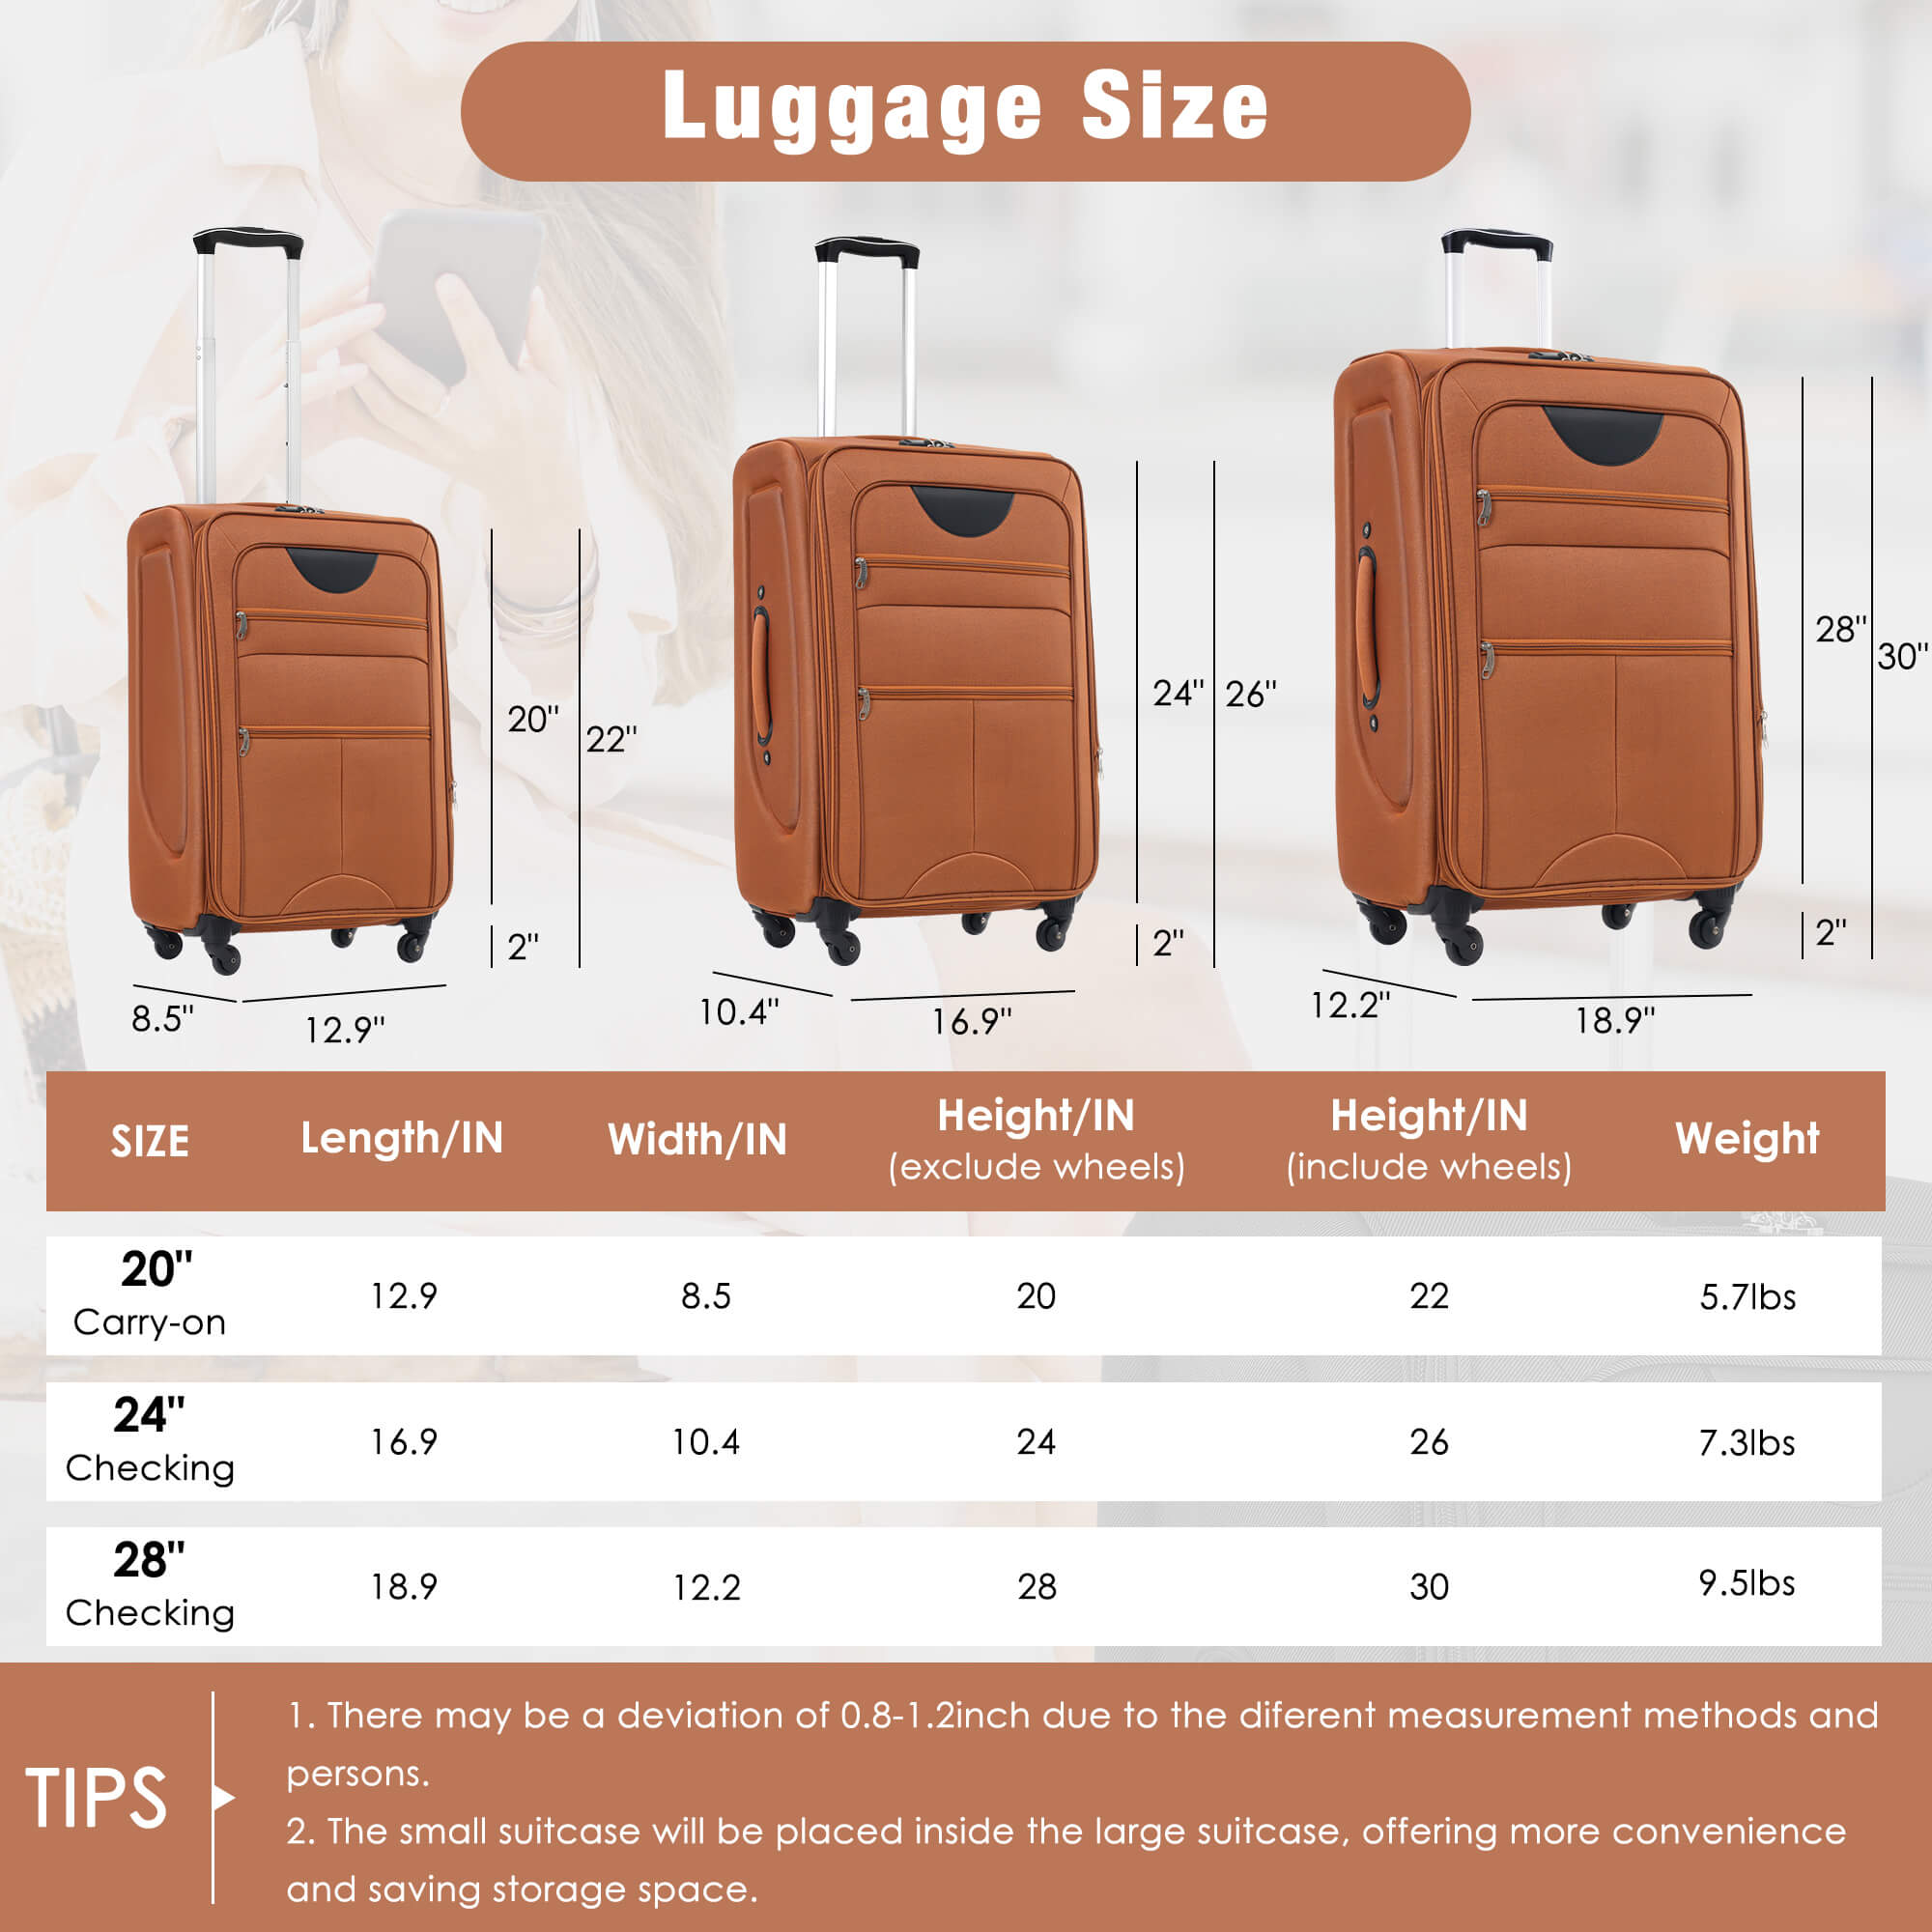 Luggage Size
20"
22"
2"
8.5"
12.9"
24"
26"
2"
10.4"
16.9"
28"
30"
2"
12.2"
18.9"
SIZE Length/IN Width/IN Height/IN (exclude wheels) Height/IN (include wheels) Weight
20"
Carry-on 12.9 8.5 20 22 5.7lbs
24"
Checking 16.9 10.4 24 26 7.3lbs
28"
Checking 18.9 12.2 28 30 9.5lbs
TIPS
1. There may be a deviation of 0.8-1.2inch due to the diferent measurement methods and
persons.
2. The small suitcase will be placed inside the large suitcase, offering more convenience
and saving storage space.